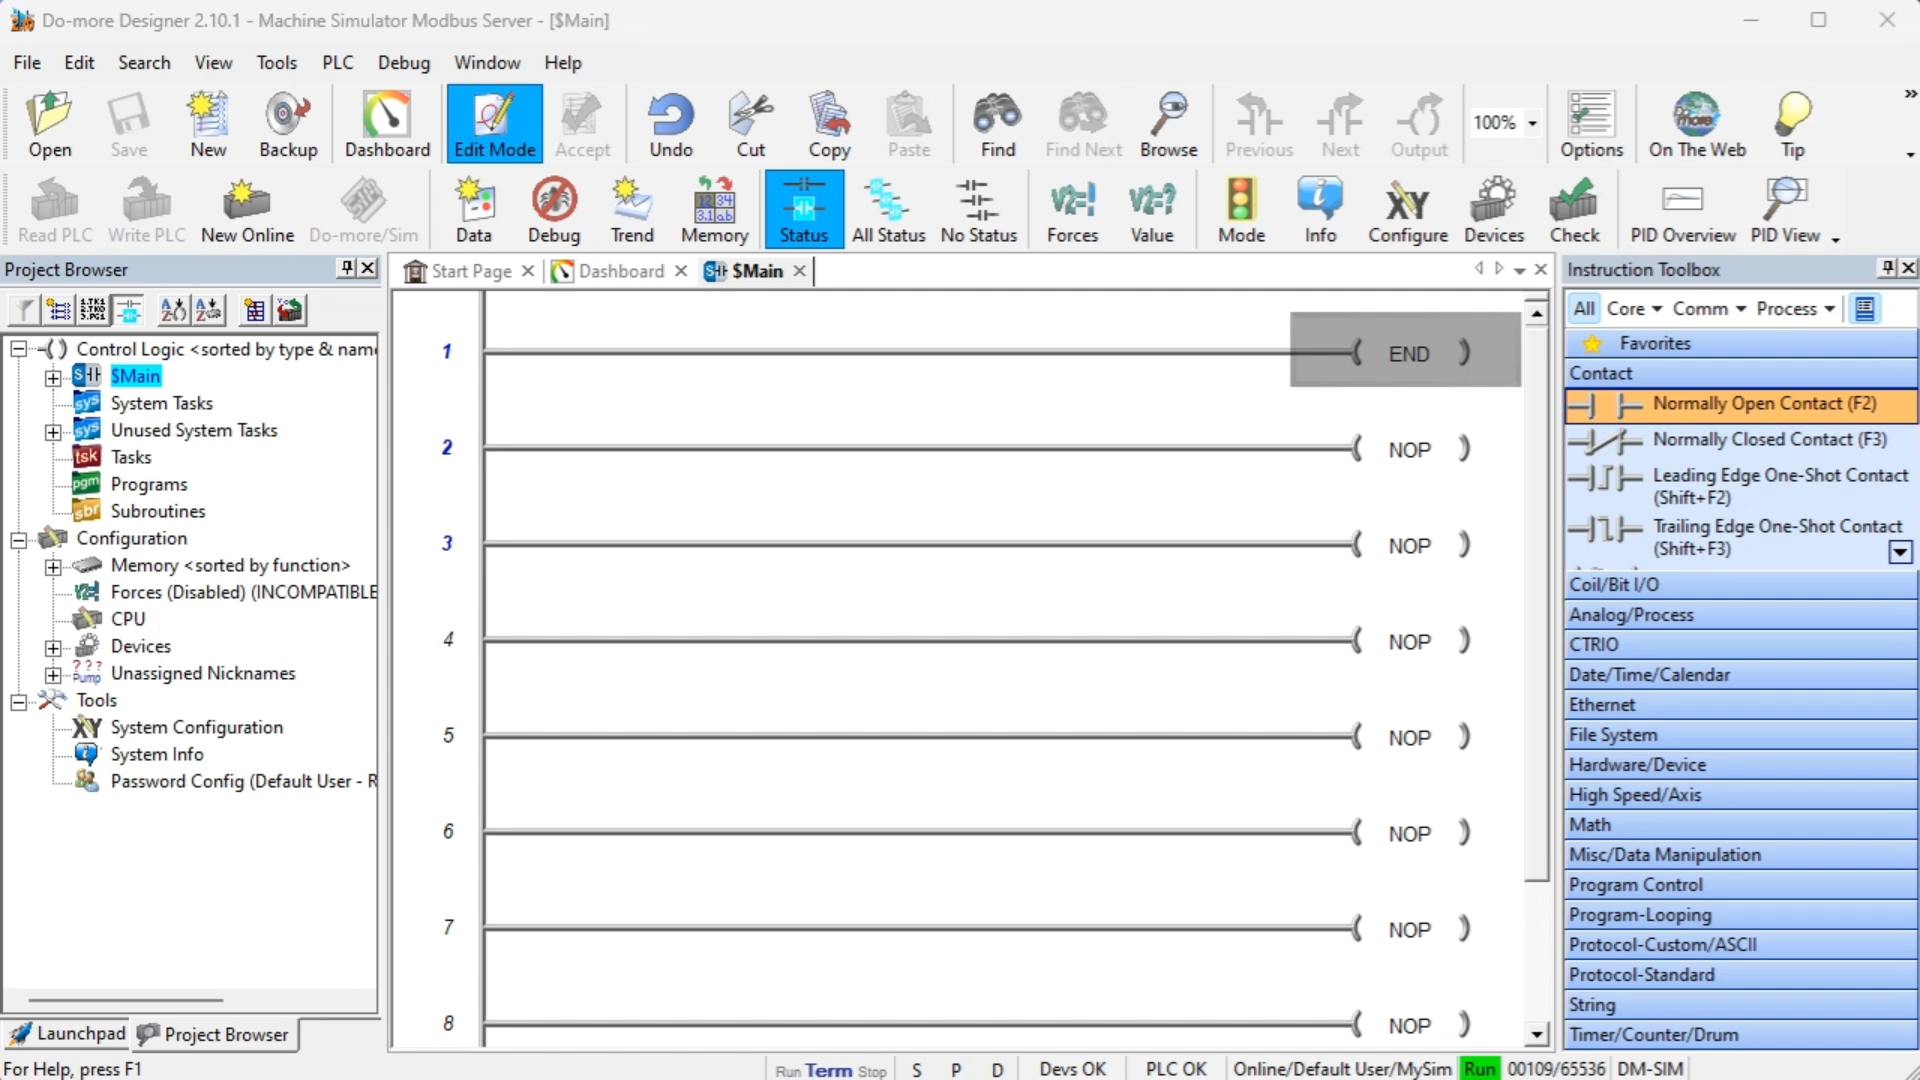 Do-more Designer 2.10.1 - Machine Simulator Modbus Server - [$Main]
File Edit Search View Tools PLC Debug Window Help
Open Save New Backup Dashboard Edit Mode Accept Undo Cut Copy Paste Find Find Next Browse Previous Next Output 100% Options On The Web Tip
Read PLC Write PLC New Online Do-more/Sim Data Debug Trend Memory Status All Status No Status Forces Value Mode Info Configure Devices Check PID Overview PID View
Project Browser
Start Page Dashboard $Main
Instruction Toolbox
All Core Comm Process
Control Logic <sorted by type & nam
$Main
System Tasks
Unused System Tasks
Tasks
Programs
Subroutines
Configuration
Memory <sorted by function>
Forces (Disabled) (INCOMPATIBLE
CPU
Devices
Unassigned Nicknames
Tools
System Configuration
System Info
Password Config (Default User - R
Launchpad Project Browser
1 END
2 NOP
3 NOP
4 NOP
5 NOP
6 NOP
7 NOP
8 NOP
Favorites
Contact
Normally Open Contact (F2)
Normally Closed Contact (F3)
Leading Edge One-Shot Contact
(Shift+F2)
Trailing Edge One-Shot Contact
(Shift+F3)
Coil/Bit I/O
Analog/Process
CTRIO
Date/Time/Calendar
Ethernet
File System
Hardware/Device
High Speed/Axis
Math
Misc/Data Manipulation
Program Control
Program-Looping
Protocol-Custom/ASCII
Protocol-Standard
String
Timer/Counter/Drum
For Help, press F1
Run Term Stop S P D Devs OK PLC OK Online/Default User/MySim Run 00109/65536 DM-SIM